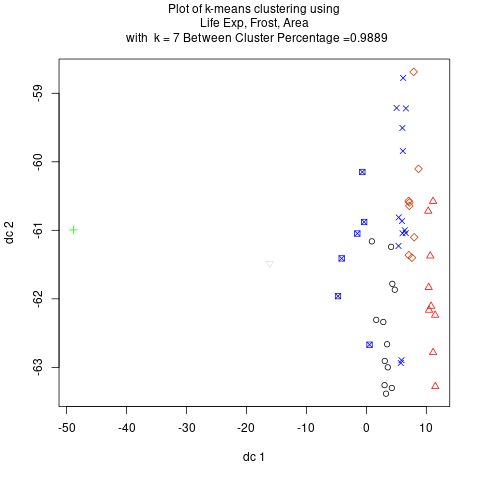 Plot of k-means clustering using
Life Exp, Frost, Area
with k = 7 Between Cluster Percentage =0.9889
dc 2
-59
-60
-61
-62
-63
-50 -40 -30 -20 -10 0 10
dc 1